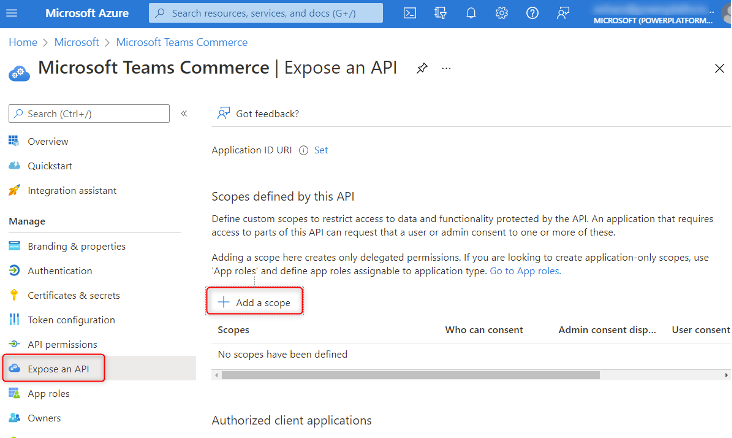 Microsoft Azure
Search resources, services, and docs (G+/)
MICROSOFT (POWERPLATFORM...
Home > Microsoft > Microsoft Teams Commerce
Microsoft Teams Commerce | Expose an API
Search (Ctrl+/)
Got feedback?
Overview
Application ID URI Set
Quickstart
Integration assistant
Scopes defined by this API
Manage
Define custom scopes to restrict access to data and functionality protected by the API. An application that requires
access to parts of this API can request that a user or admin consent to one or more of these.
Branding & properties
Adding a scope here creates only delegated permissions. If you are looking to create application-only scopes, use
'App roles' and define app roles assignable to application type. Go to App roles.
Authentication
Certificates & secrets
Add a scope
Token configuration
Scopes Who can consent Admin consent disp... User consent
API permissions
No scopes have been defined
Expose an API
App roles
Owners
Authorized client applications